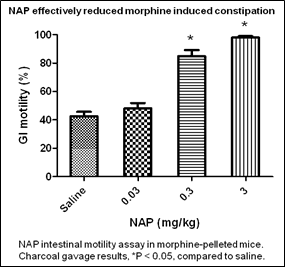 NAP effectively reduced morphine induced constipation
GI motility (%)
100
80
60
40
20
0
*
*
Saline
0.03
0.3
3
NAP (mg/kg)
NAP intestinal motility assay in morphine-pelleted mice.
Charcoal gavage results, *P < 0.05, compared to saline.